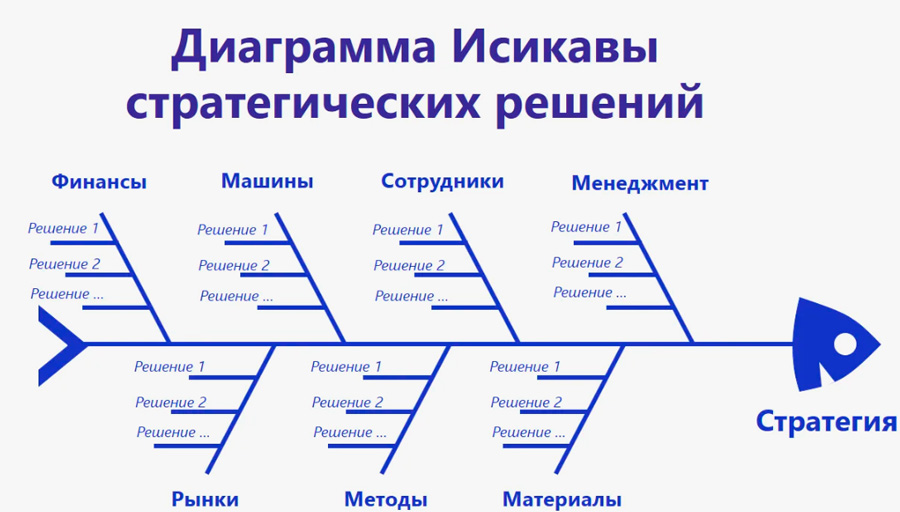 Диаграмма Исикавы
стратегических решений
Финансы
Машины
Сотрудники
Менеджмент
Решение 1
Решение 2
Решение ...
Решение 1
Решение 2
Решение ...
Решение 1
Решение 2
Решение ...
Решение 1
Решение 2
Решение ...
Решение 1
Решение 2
Решение ...
Решение 1
Решение 2
Решение ...
Решение 1
Решение 2
Решение ...
Стратегия
Рынки
Методы
Материалы